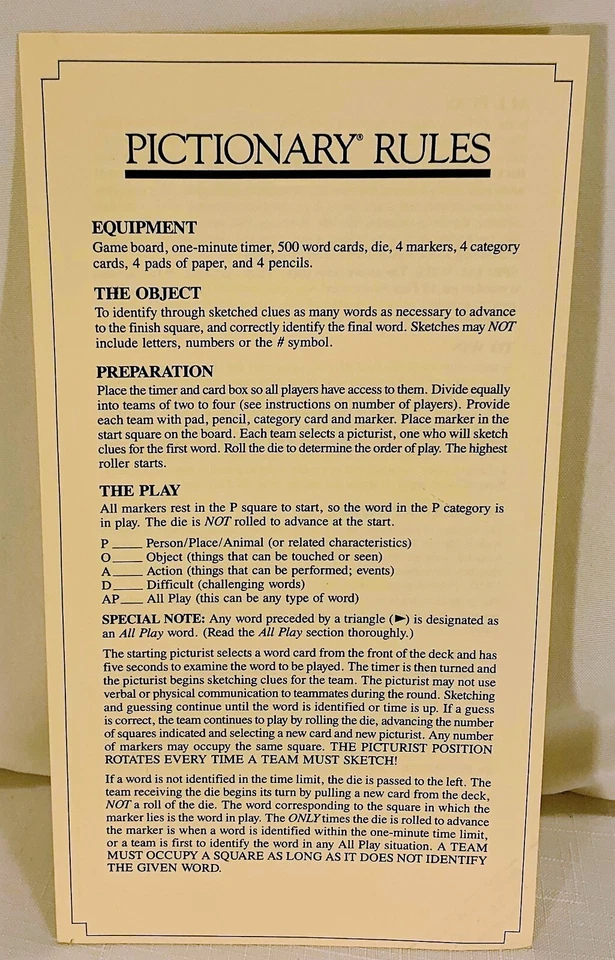 PICTIONARY® RULES
EQUIPMENT
Game board, one-minute timer, 500 word cards, die, 4 markers, 4 category
cards, 4 pads of paper, and 4 pencils.
THE OBJECT
To identify through sketched clues as many words as necessary to advance
to the finish square, and correctly identify the final word. Sketches may NOT
include letters, numbers or the # symbol.
PREPARATION
Place the timer and card box so all players have access to them. Divide equally
into teams of two to four (see instructions on number of players). Provide
each team with pad, pencil, category card and marker. Place marker in the
start square on the board. Each team selects a picturist, one who will sketch
clues for the first word. Roll the die to determine the order of play. The highest
roller starts.
THE PLAY
All markers rest in the P square to start, so the word in the P category is
in play. The die is NOT rolled to advance at the start.
P ____ Person/Place/Animal (or related characteristics)
O ____ Object (things that can be touched or seen)
A ____ Action (things that can be performed; events)
D ____ Difficult (challenging words)
AP ____ All Play (this can be any type of word)
SPECIAL NOTE: Any word preceded by a triangle (►) is designated as
an All Play word. (Read the All Play section thoroughly.)
The starting picturist selects a word card from the front of the deck and has
five seconds to examine the word to be played. The timer is then turned and
the picturist begins sketching clues for the team. The picturist may not use
verbal or physical communication to teammates during the round. Sketching
and guessing continue until the word is identified or time is up. If a guess
is correct, the team continues to play by rolling the die, advancing the number
of squares indicated and selecting a new card and new picturist. Any number
of markers may occupy the same square. THE PICTURIST POSITION
ROTATES EVERY TIME A TEAM MUST SKETCH!
If a word is not identified in the time limit, the die is passed to the left. The
team receiving the die begins its turn by pulling a new card from the deck,
NOT a roll of the die. The word corresponding to the square in which the
marker lies is the word in play. The ONLY times the die is rolled to advance
the marker is when a word is identified within the one-minute time limit,
or a team is first to identify the word in any All Play situation. A TEAM
MUST OCCUPY A SQUARE AS LONG AS IT DOES NOT IDENTIFY
THE GIVEN WORD.